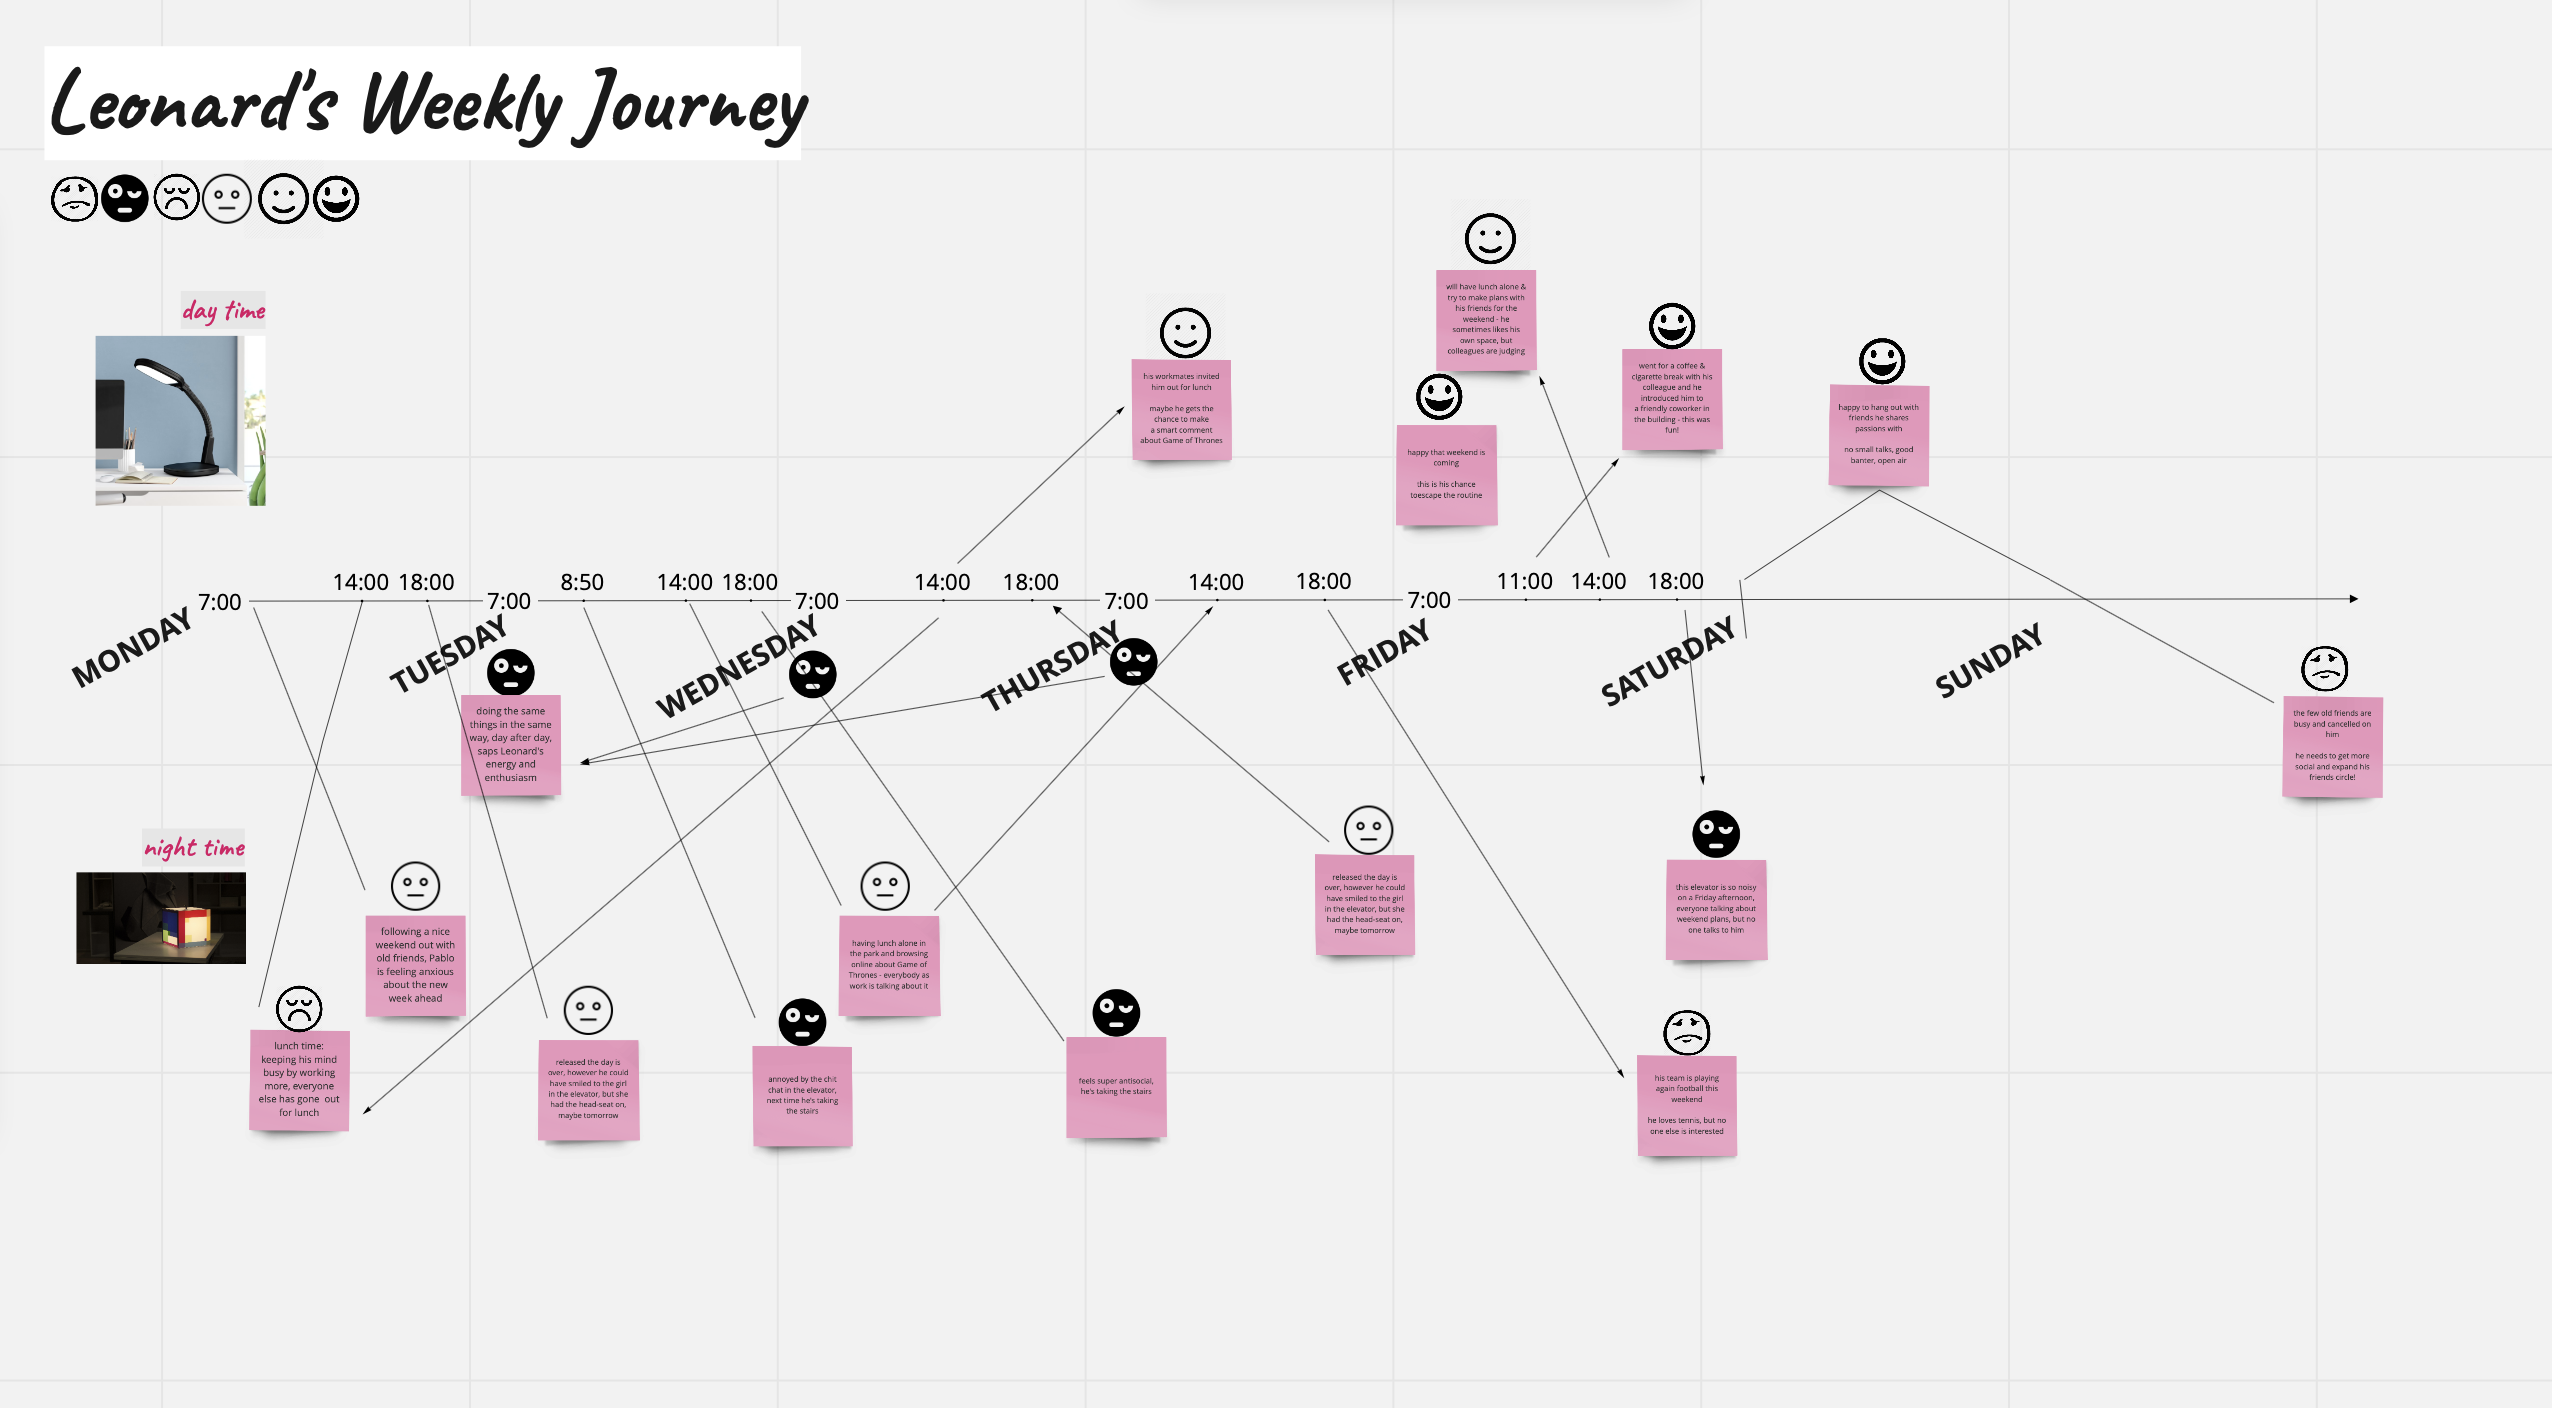 Leonard's Weekly Journey
day time
will have lunch alone &
try to make plans with
his friends for the
weekend - he
sometimes likes his
own space, but
colleagues are judging
his workmates invited
him out for lunch
maybe he gets the
chance to make
a smart comment
about Game of Thrones
went for a coffee &
cigarette break with his
colleague and he
introduced him to
a friendly coworker in
the building - this was
fun!
happy that weekend is
coming
this is his chance
toescape the routine
happy to hang out with
friends he shares
passions with
no small talks, good
banter, open air
7:00
14:00
18:00
7:00
8:50
14:00
18:00
7:00
14:00
18:00
7:00
14:00
18:00
7:00
11:00
14:00
18:00
MONDAY
TUESDAY
WEDNESDAY
THURSDAY
FRIDAY
SATURDAY
SUNDAY
doing the same
things in the same
way, day after day,
saps Leonard's
energy and
enthusiasm
the few old friends are
busy and cancelled on
him
he needs to get more
social and expand his
friends circle!
night time
following a nice
weekend out with
old friends, Pablo
is feeling anxious
about the new
week ahead
having lunch alone in
the park and browsing
online about Game of
Thrones - everybody as
work is talking about it
released the day is
over, however he could
have smiled to the girl
in the elevator, but she
had the head-seat on,
maybe tomorrow
this elevator is so noisy
on a Friday afternoon,
everyone talking about
weekend plans, but no
one talks to him
lunch time:
keeping his mind
busy by working
more, everyone
else has gone out
for lunch
released the day is
over, however he could
have smiled to the girl
in the elevator, but she
had the head-seat on,
maybe tomorrow
annoyed by the chit
chat in the elevator,
next time he's taking
the stairs
feels super antisocial,
he's taking the stairs
his team is playing
again football this
weekend
he loves tennis, but no
one else is interested